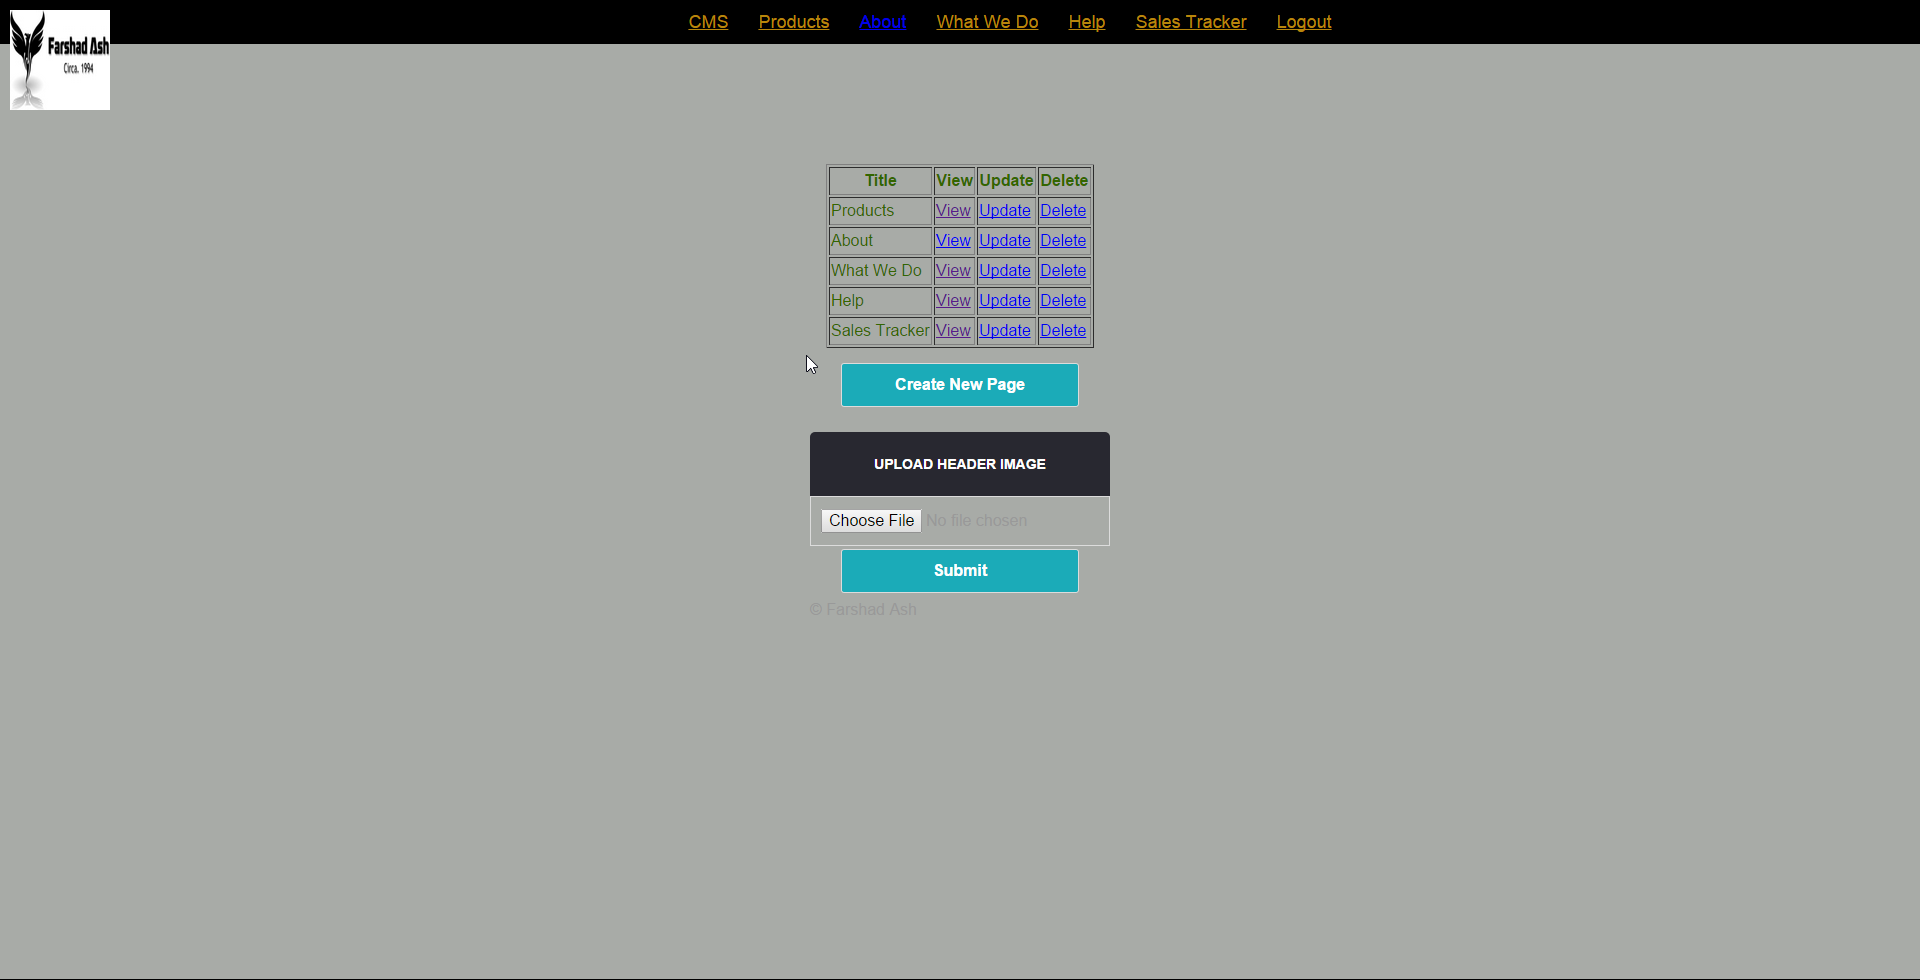 Farshad Ash
Circa. 1994
CMS Products About What We Do Help Sales Tracker Logout
Title View Update Delete
Products View Update Delete
About View Update Delete
What We Do View Update Delete
Help View Update Delete
Sales Tracker View Update Delete
Create New Page
UPLOAD HEADER IMAGE
Choose File No file chosen
Submit
© Farshad Ash